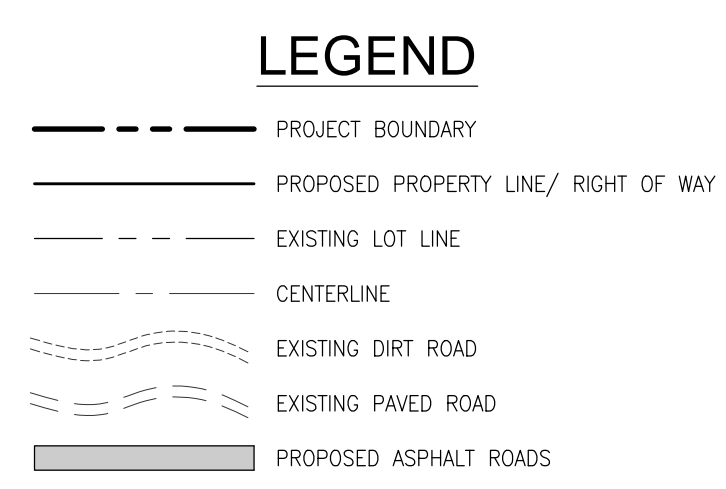 LEGEND
PROJECT BOUNDARY
PROPOSED PROPERTY LINE/ RIGHT OF WAY
EXISTING LOT LINE
CENTERLINE
EXISTING DIRT ROAD
EXISTING PAVED ROAD
PROPOSED ASPHALT ROADS